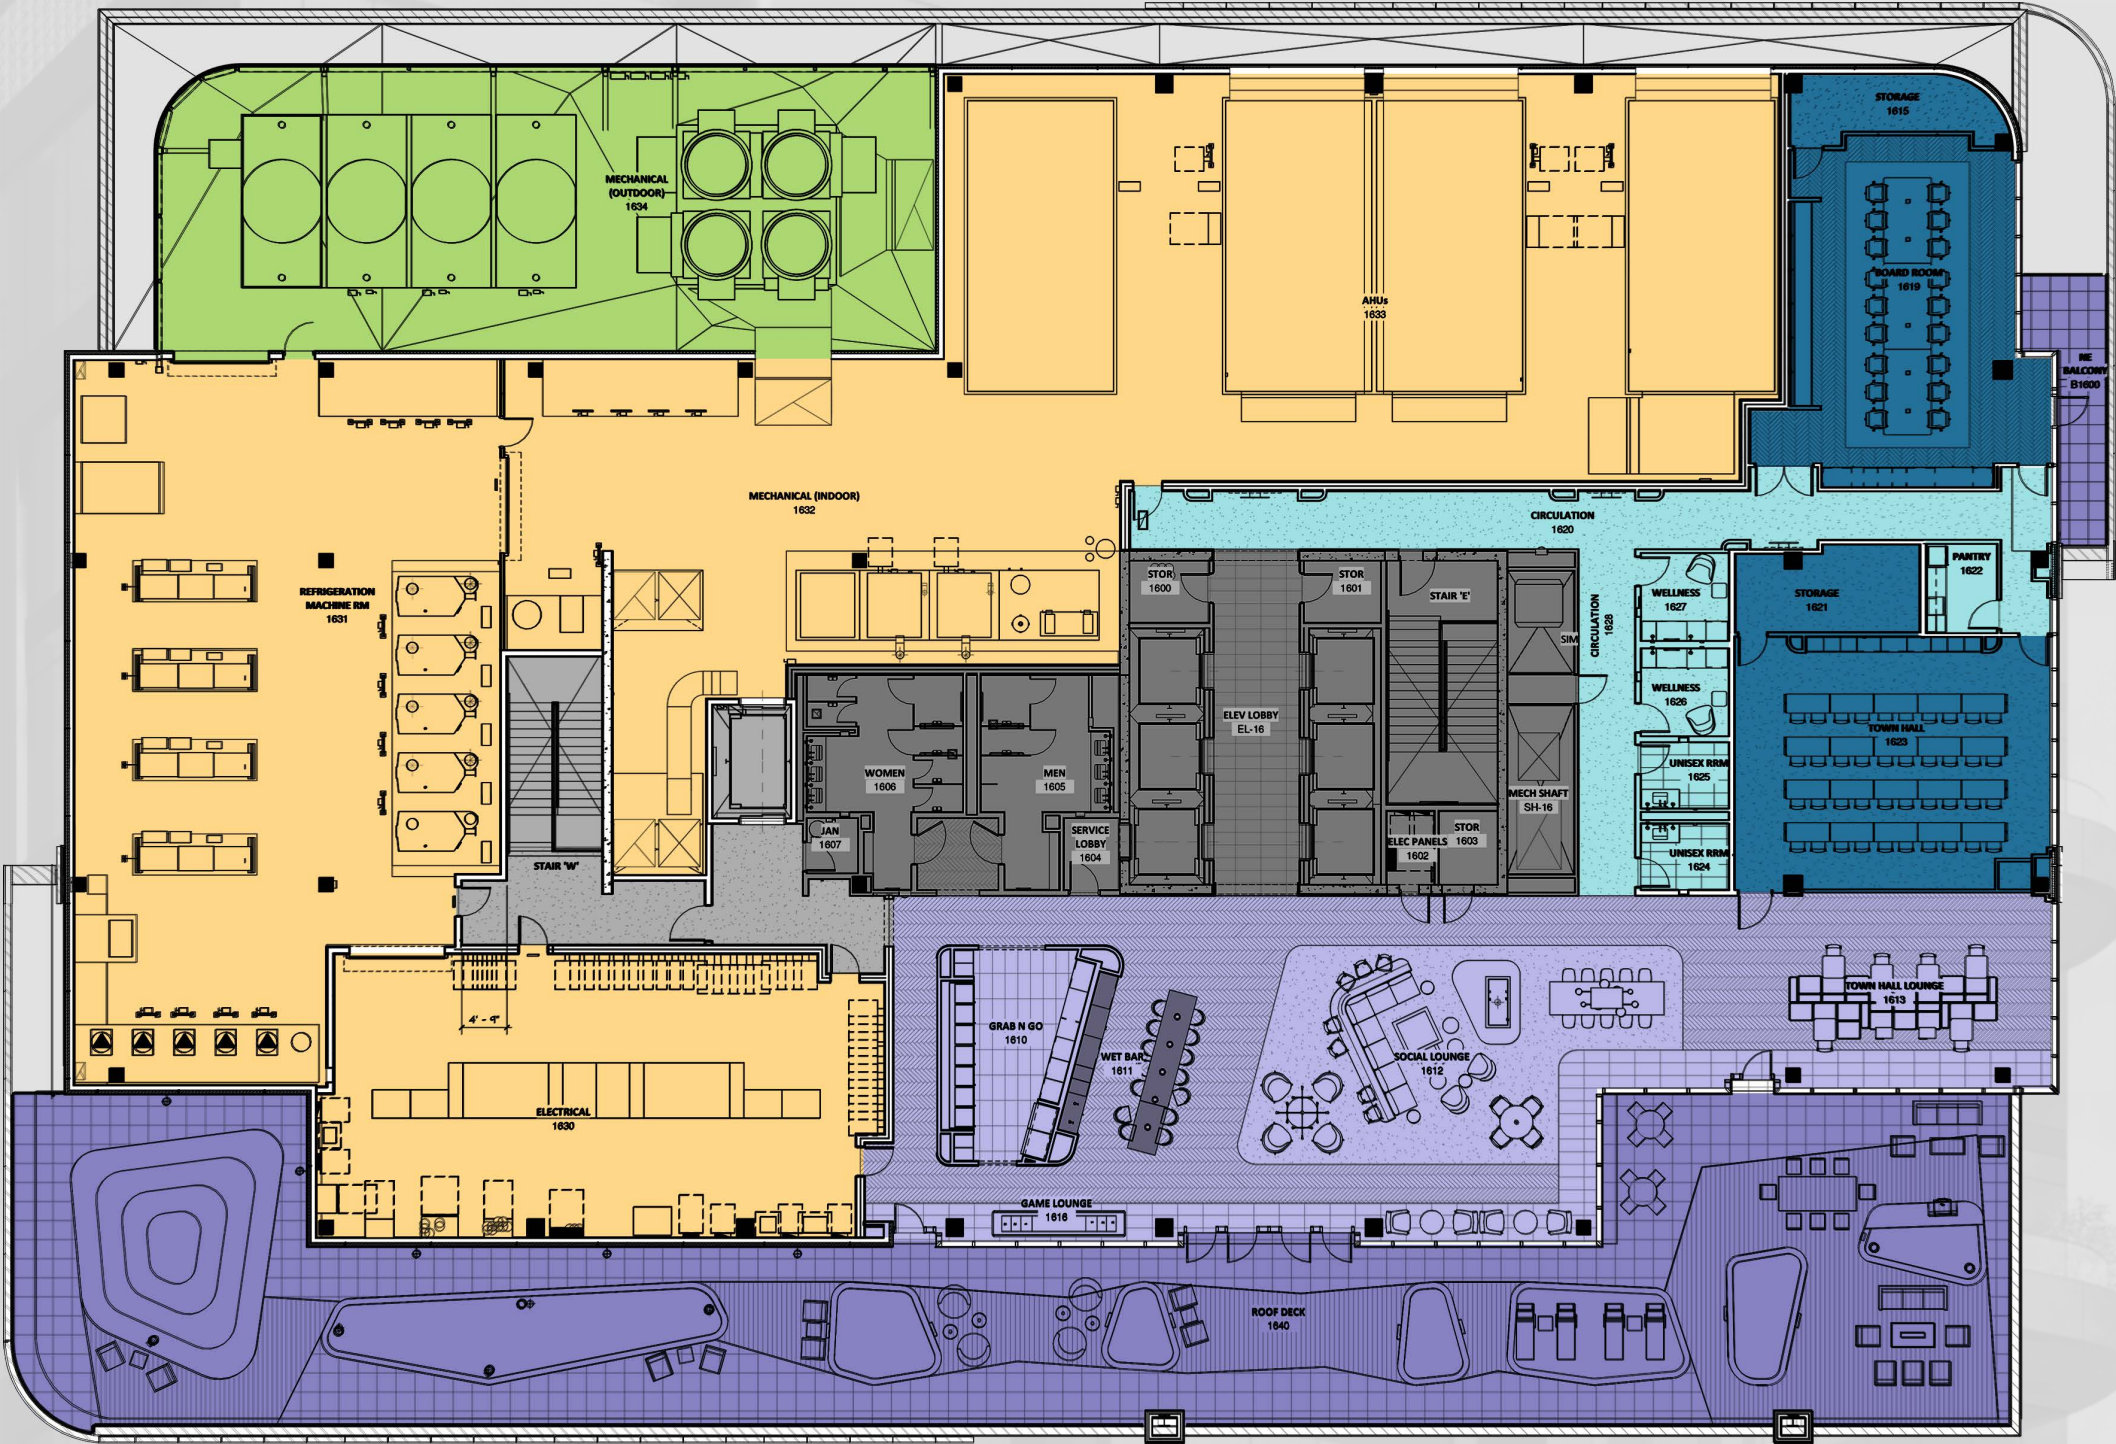 STORAGE
1615
MECHANICAL
(OUTDOOR)
1634
BOARD ROOM
1619
AHUs
1633
NE
BALCONY
B1600
MECHANICAL (INDOOR)
1632
CIRCULATION
1620
PANTRY
1622
REFRIGERATION
MACHINE RM
1631
STOR
1600
STOR
1601
STAIR 'E'
WELLNESS
1627
STORAGE
1621
SIM
CIRCULATION
1628
WELLNESS
1626
ELEV LOBBY
EL-16
TOWN HALL
1623
WOMEN
1606
MEN
1605
UNISEX RRM
1625
MECH SHAFT
SH-16
JAN
1607
SERVICE
LOBBY
1604
ELEC PANELS
1602
STOR
1603
UNISEX RRM
1624
STAIR 'W'
TOWN HALL LOUNGE
1613
4' - 9"
GRAB N GO
1610
WET BAR
1611
SOCIAL LOUNGE
1612
ELECTRICAL
1630
GAME LOUNGE
1616
ROOF DECK
1640